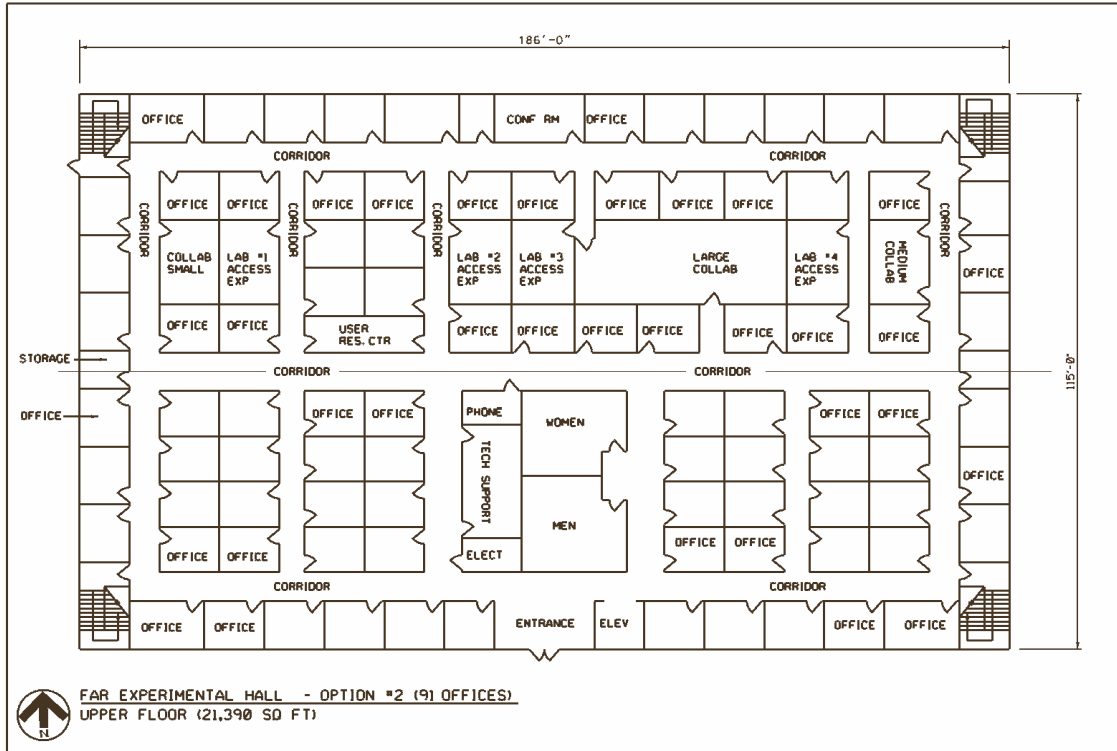 186'-0"
OFFICE
CONF RM
OFFICE
CORRIDOR
CORRIDOR
CORRIDOR
OFFICE
OFFICE
CORRIDOR
OFFICE
OFFICE
CORRIDOR
OFFICE
OFFICE
OFFICE
OFFICE
OFFICE
OFFICE
CORRIDOR
COLLAB
SMALL
LAB #1
ACCESS
EXP
LAB #2
ACCESS
EXP
LAB #3
ACCESS
EXP
LARGE
COLLAB
LAB #4
ACCESS
EXP
MEDIUM
COLLAB
OFFICE
OFFICE
OFFICE
USER
RES. CTR
OFFICE
OFFICE
OFFICE
OFFICE
OFFICE
OFFICE
OFFICE
STORAGE
CORRIDOR
CORRIDOR
115'-0"
OFFICE
OFFICE
OFFICE
PHONE
WOMEN
OFFICE
OFFICE
TECH SUPPORT
OFFICE
MEN
OFFICE
OFFICE
ELECT
OFFICE
OFFICE
CORRIDOR
CORRIDOR
OFFICE
OFFICE
ENTRANCE
ELEV
OFFICE
OFFICE
N
FAR EXPERIMENTAL HALL - OPTION #2 (91 OFFICES)
UPPER FLOOR (21,390 SQ FT)